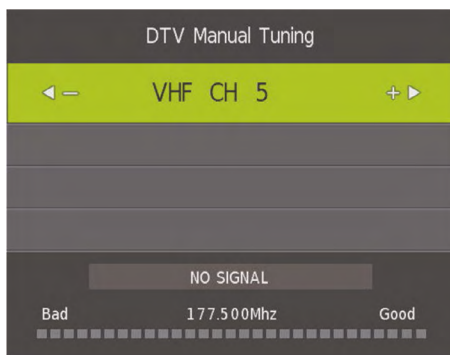 DTV Manual Tuning
VHF CH 5
NO SIGNAL
Bad 177.500Mhz Good